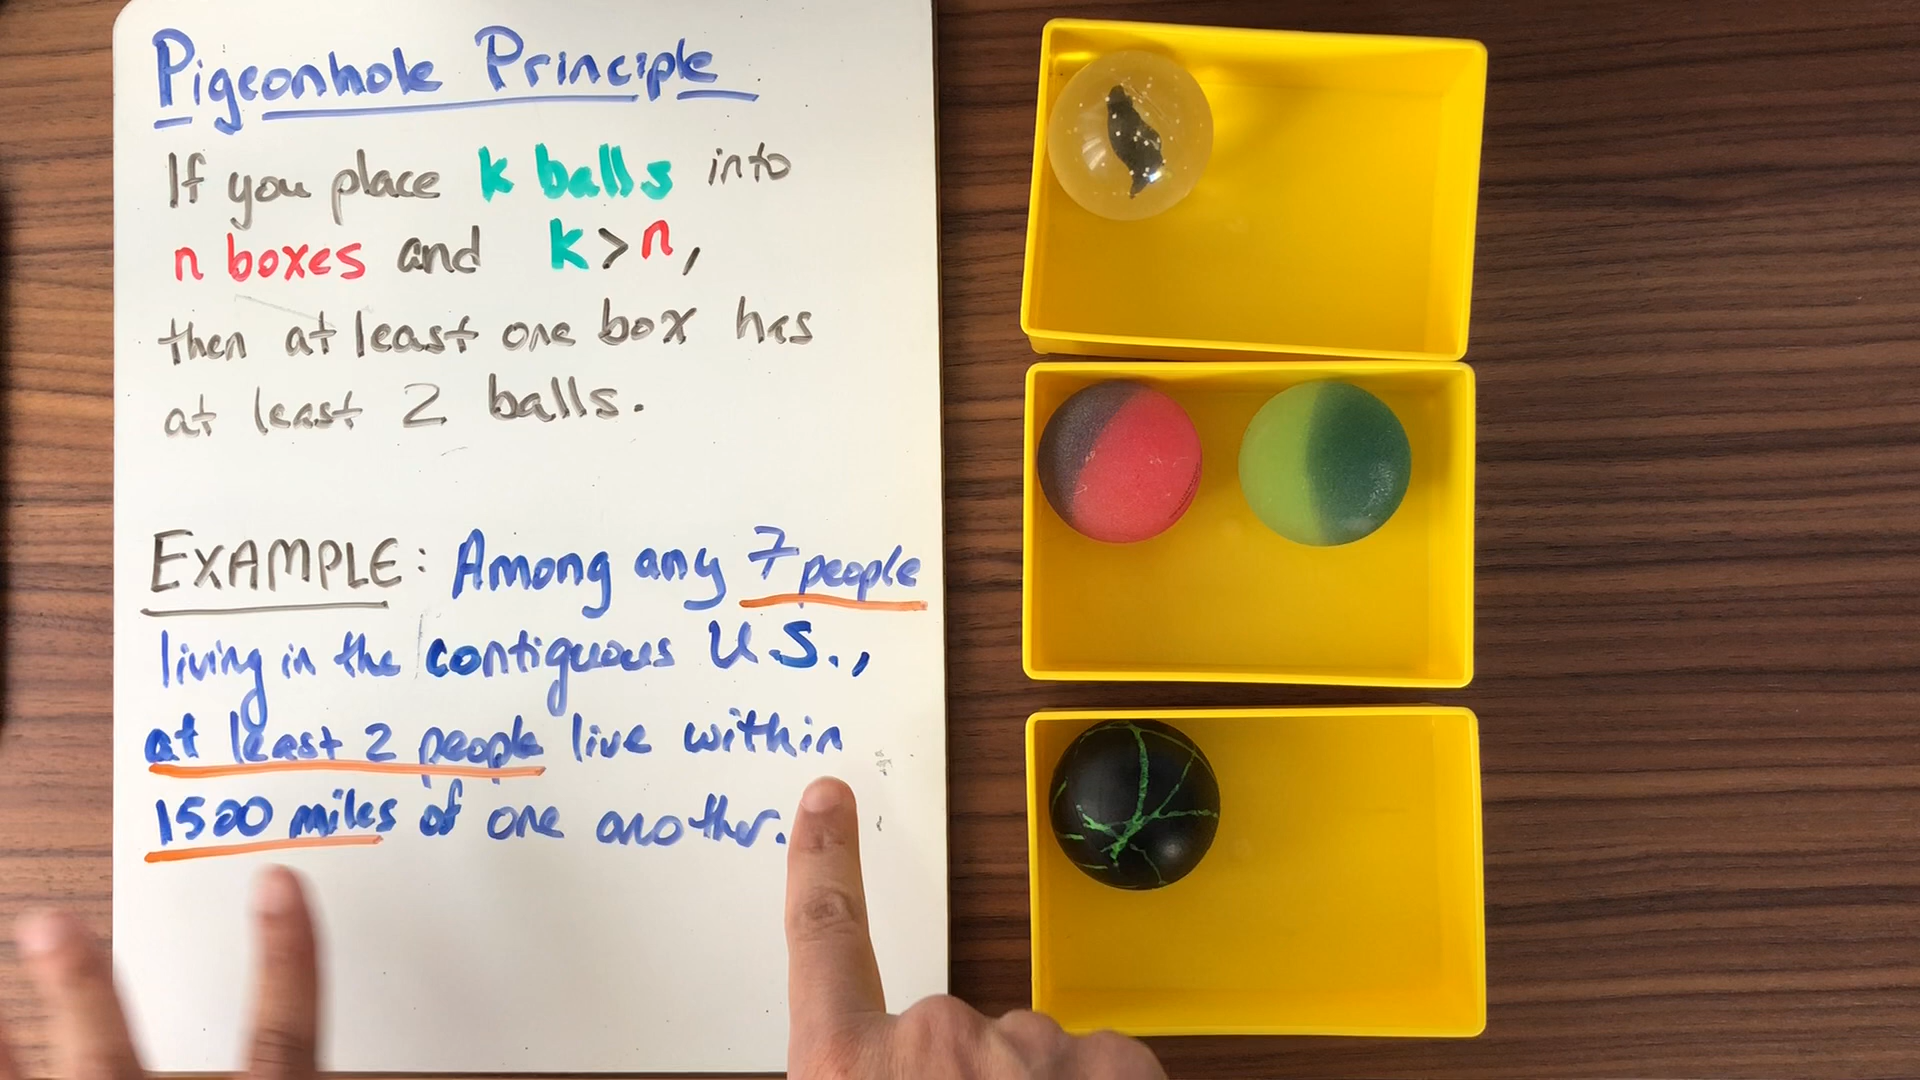 Pigeonhole Principle
If you place k balls into
n boxes and k>n,
then at least one box has
at least 2 balls.
EXAMPLE: Among any 7 people
living in the contiguous U.S.,
at least 2 people live within
1500 miles of one another.